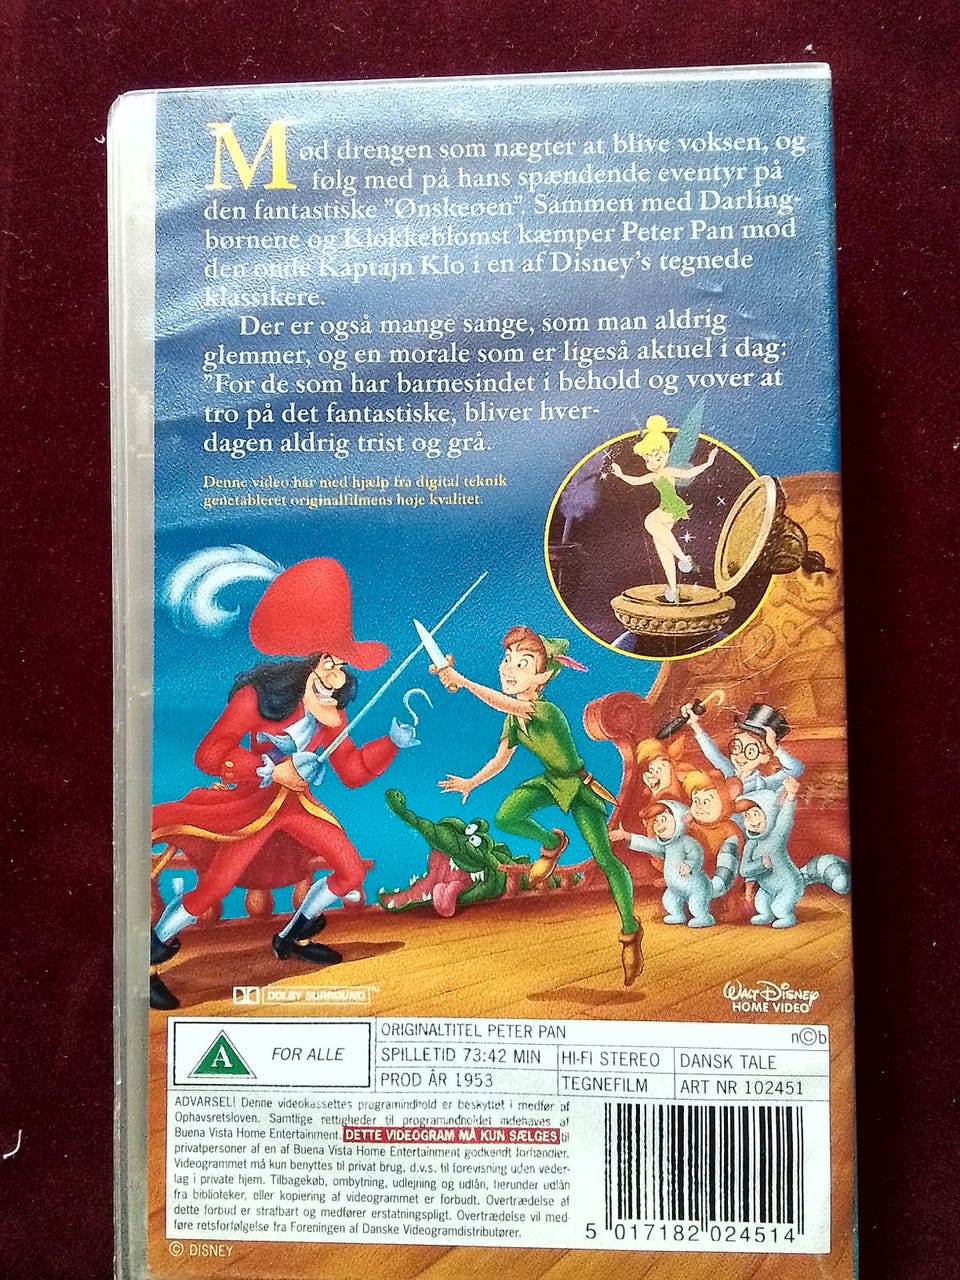 Mød drengen som nægter at blive voksen, og
følg med på hans spændende eventyr på
den fantastiske "Ønskeøen". Sammen med Darling-
børnene og Klokkeblomst kæmper Peter Pan mod
den onde Kaptajn Klo i en af Disney's tegnede
klassikere.
Der er også mange sange, som man aldrig
glemmer, og en morale som er ligeså aktuel i dag:
"For de som har barnesindet i behold og vover at
tro på det fantastiske, bliver hver-
dagen aldrig trist og grå.
Denne video har med hjælp fra digital teknik
genetableret originalfilmens høje kvalitet.
DOLBY SURROUND™
WALT DISNEY
HOME VIDEO
A
FOR ALLE
ORIGINALTITEL PETER PAN
n©b
SPILLETID 73:42 MIN
HI-FI STEREO
DANSK TALE
PROD ÅR 1953
TEGNEFILM
ART NR 102451
ADVARSEL! Denne videokassettes programindhold er beskyttet i medfør af
Ophavsretsloven. Samtlige rettigheder til programindholdet indehaves af
Buena Vista Home Entertainment. DETTE VIDEOGRAM MÅ KUN SÆLGES til
privatpersoner af en af Buena Vista Home Entertainment godkendt forhandler.
Videogrammet må kun benyttes til privat brug, d.v.s. til forevisning uden veder-
lag i private hjem. Tilbagekøb, ombytning, udlejning og udlån, herunder udlån
fra biblioteker, eller kopiering af videogrammet er forbudt. Overtrædelse af
dette forbud er strafbart og medfører erstatningspligt. Overtrædelse vil med-
føre retsforfølgelse fra Foreningen af Danske Videogramdistributører.
5 017182 024514
© DISNEY